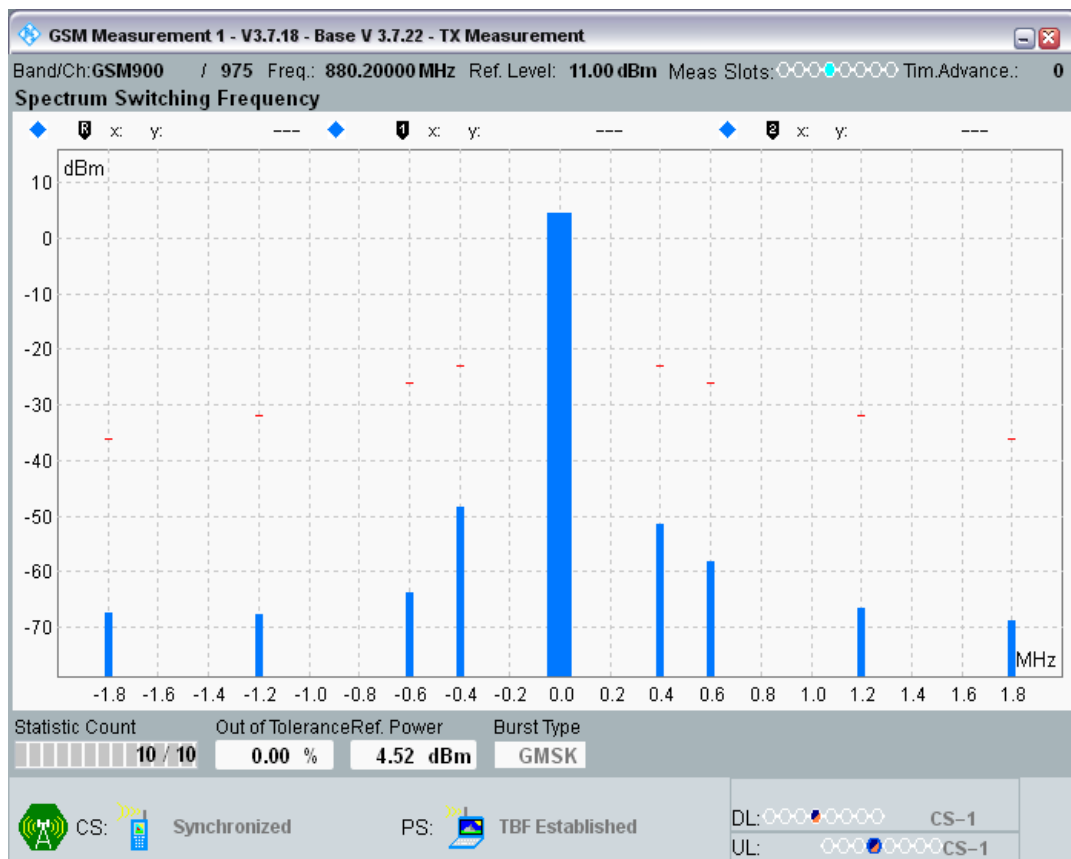 GSM Measurement 1 - V3.7.18 - Base V 3.7.22 - TX Measurement
Band/Ch:GSM900 / 975 Freq.: 880.20000 MHz Ref. Level: 11.00 dBm Meas Slots: Tim.Advance.: 0
Spectrum Switching Frequency
R x: y: --- 1 x: y: --- 2 x: y: ---
dBm
10
0
-10
-20
-30
-40
-50
-60
-70
MHz
-1.8 -1.6 -1.4 -1.2 -1.0 -0.8 -0.6 -0.4 -0.2 0.0 0.2 0.4 0.6 0.8 1.0 1.2 1.4 1.6 1.8
Statistic Count Out of Tolerance Ref. Power Burst Type
10 / 10 0.00 % 4.52 dBm GMSK
CS: Synchronized PS: TBF Established DL: CS-1
UL: CS-1